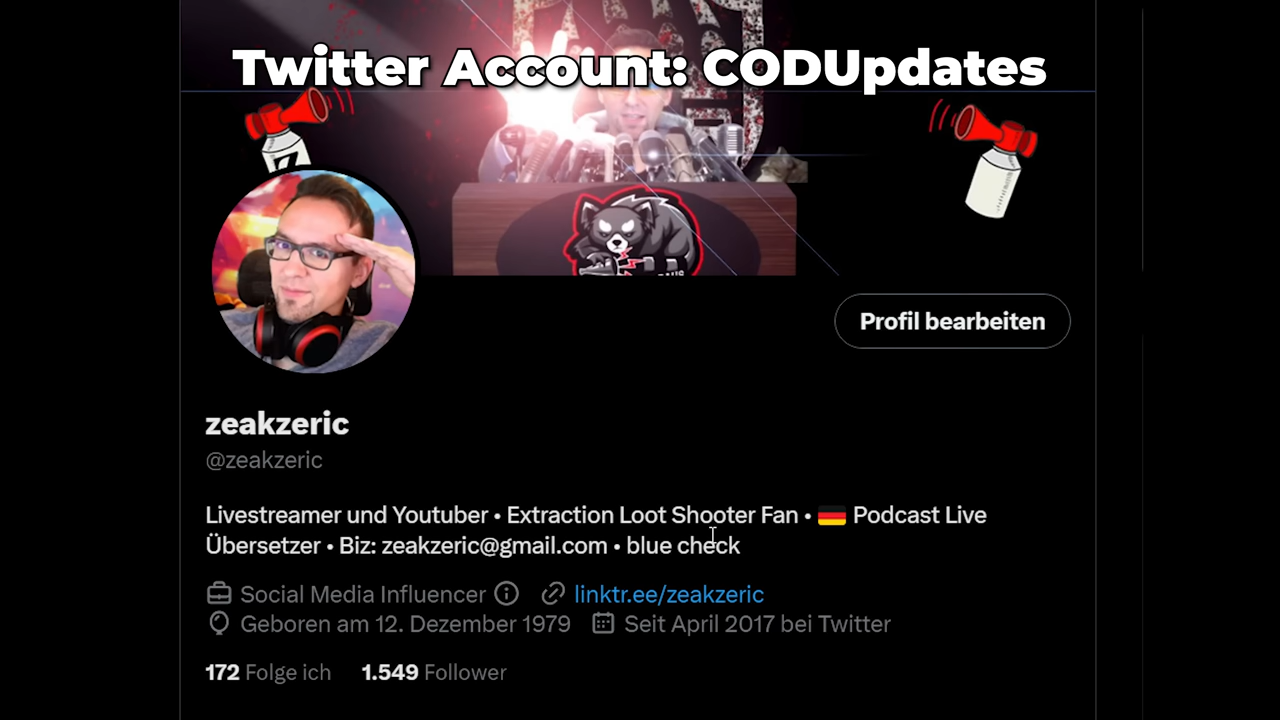 Twitter Account: CODUpdates
Z
Profil bearbeiten
zeakzeric
@zeakzeric
Livestreamer und Youtuber • Extraction Loot Shooter Fan • 🇩🇪 Podcast Live
Übersetzer • Biz: zeakzeric@gmail.com • blue check
Social Media Influencer linktr.ee/zeakzeric
Geboren am 12. Dezember 1979 Seit April 2017 bei Twitter
172 Folge ich 1.549 Follower